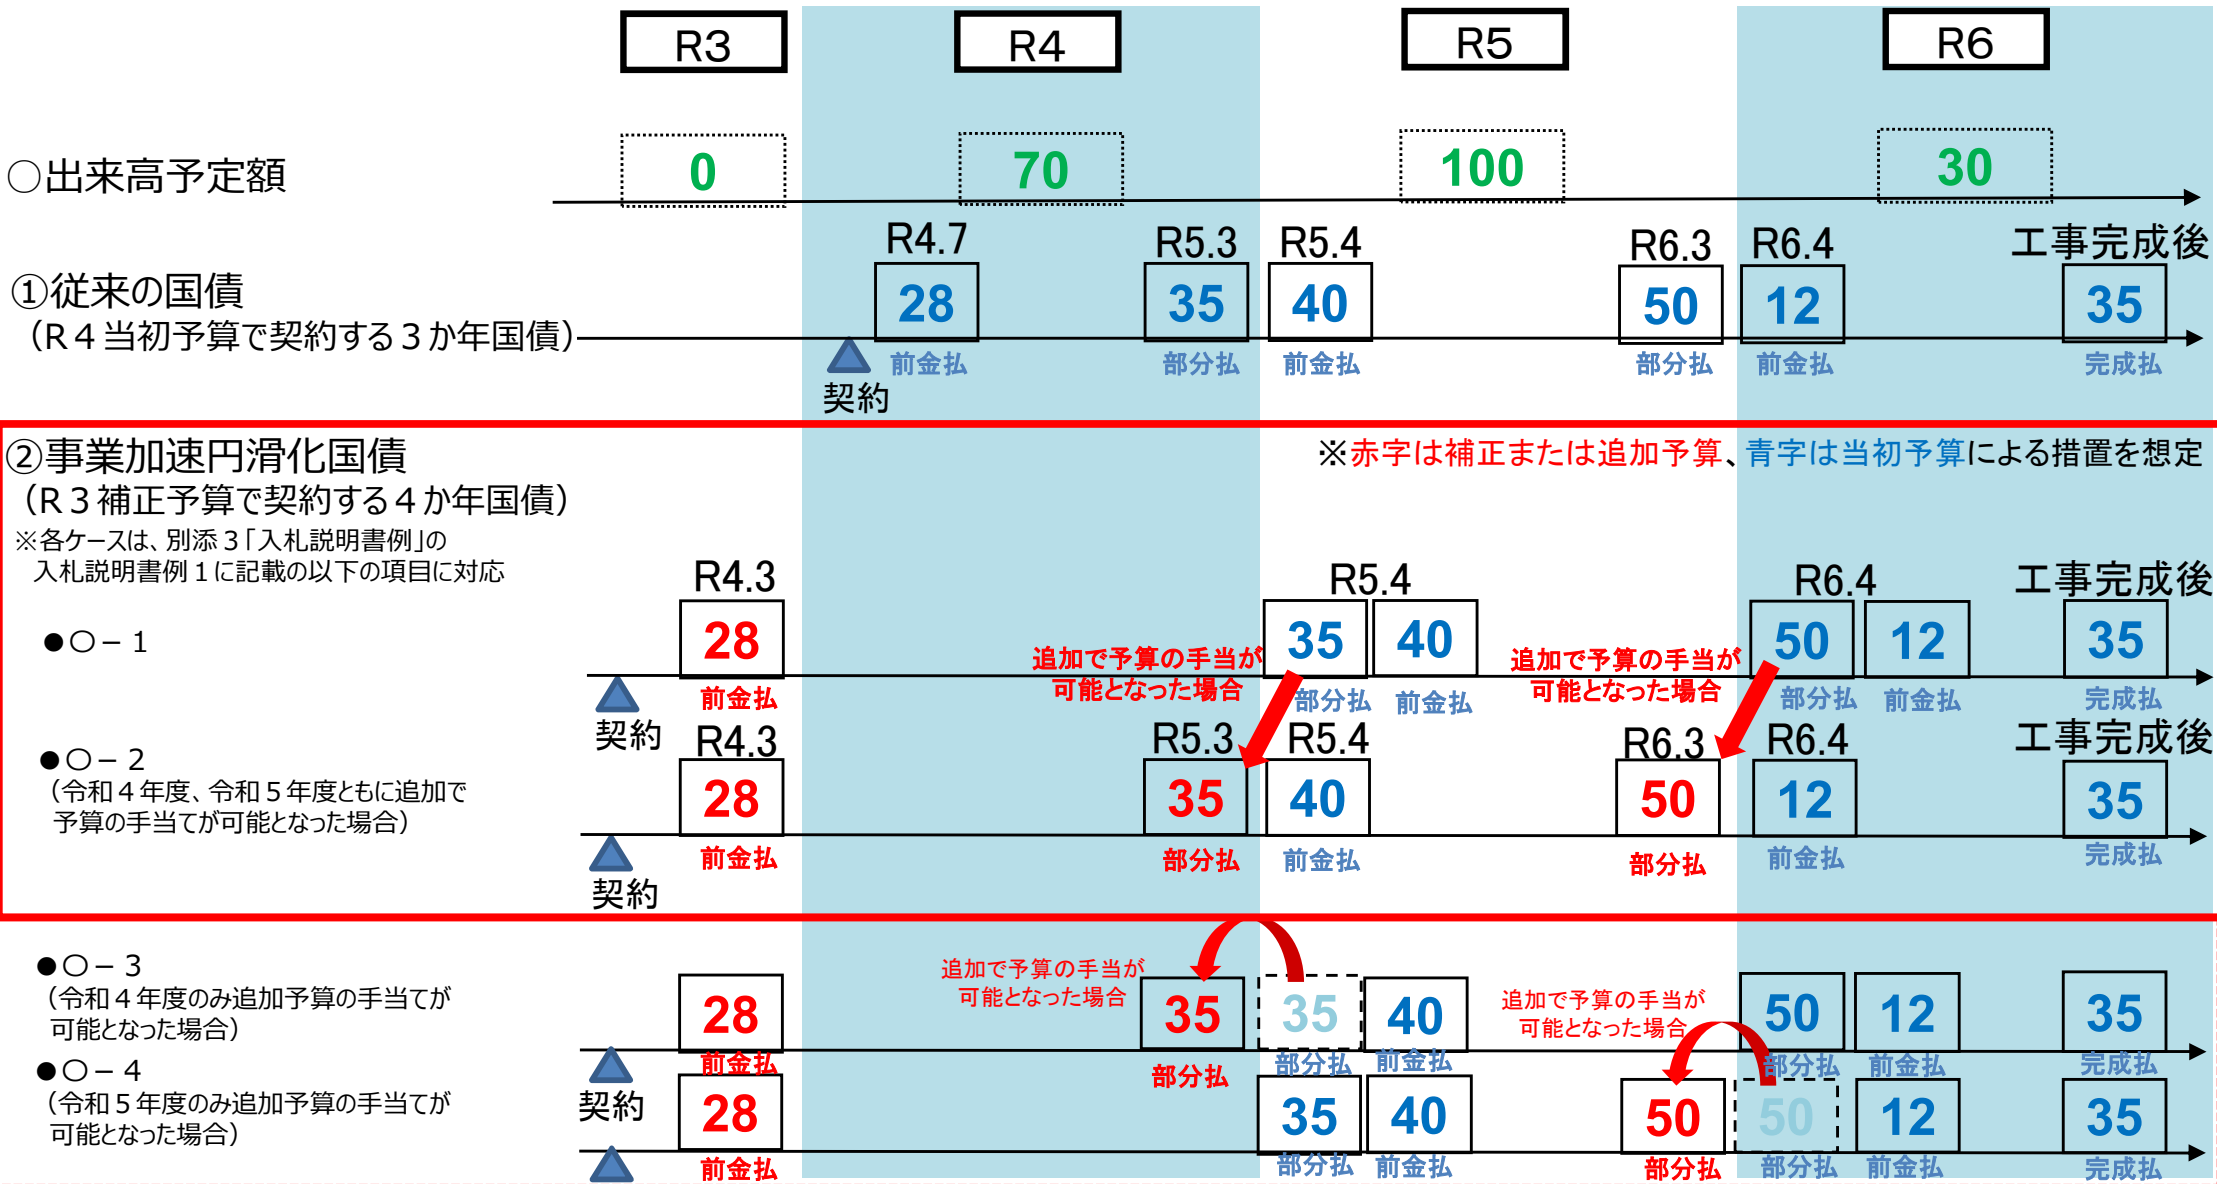 R3 R4 R5 R6
○出来高予定額 0 70 100 30
R4.7 R5.3 R5.4 R6.3 R6.4 工事完成後
①従来の国債 28 35 40 50 12 35
（R４当初予算で契約する３か年国債）
前金払 部分払 前金払 部分払 前金払 完成払
契約
②事業加速円滑化国債
※赤字は補正または追加予算、青字は当初予算による措置を想定
（R３補正予算で契約する４か年国債）
※各ケースは、別添３「入札説明書例」の
入札説明書例１に記載の以下の項目に対応
R4.3 R5.4 R6.4 工事完成後
●〇－１ 28 35 40 50 12 35
追加で予算の手当が
可能となった場合
追加で予算の手当が
可能となった場合
前金払 部分払 前金払 部分払 前金払 完成払
契約
R4.3 R5.3 R5.4 R6.3 R6.4 工事完成後
●〇－２ 28 35 40 50 12 35
（令和４年度、令和５年度ともに追加で
予算の手当てが可能となった場合）
前金払 部分払 前金払 部分払 前金払 完成払
契約
●〇－３
（令和４年度のみ追加予算の手当てが
可能となった場合）
追加で予算の手当が
可能となった場合
追加で予算の手当が
可能となった場合
28 35 35 40 50 12 35
前金払 部分払 部分払 前金払 部分払 前金払 完成払
契約
●〇－４
（令和５年度のみ追加予算の手当てが
可能となった場合）
28 35 40 50 50 12 35
前金払 部分払 前金払 部分払 部分払 前金払 完成払